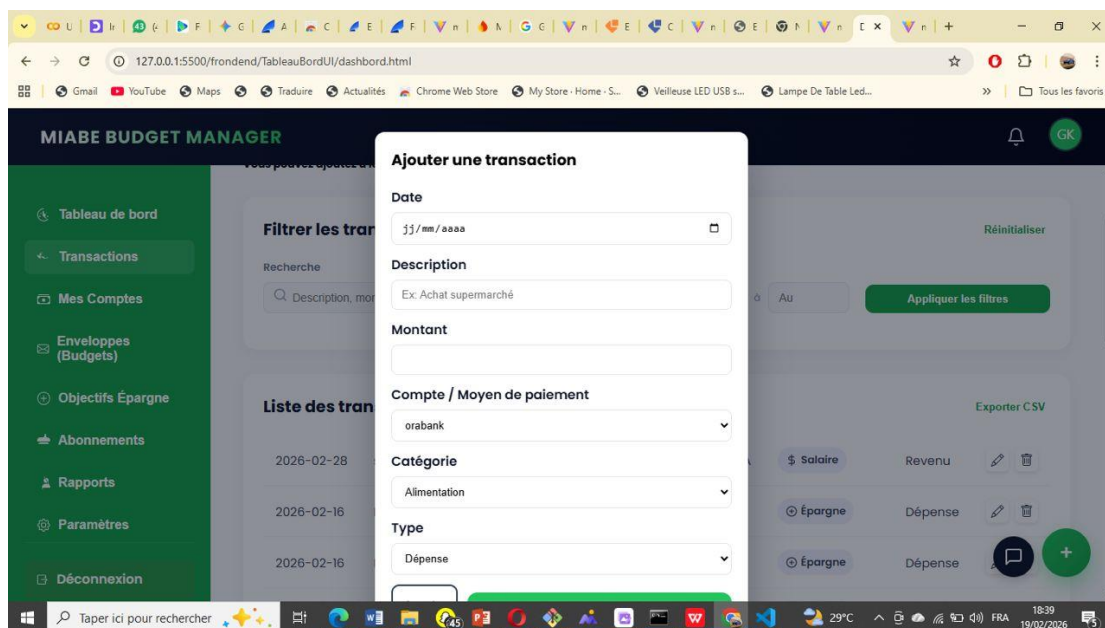 127.0.0.1:5500/frondend/TableauBordUI/dashbord.html
Gmail YouTube Maps Traduire Actualités Chrome Web Store My Store · Home · S... Veilleuse LED USB s... Lampe De Table Led... Tous les favoris
MIABE BUDGET MANAGER
GK
Tableau de bord
Transactions
Mes Comptes
Enveloppes
(Budgets)
Objectifs Épargne
Abonnements
Rapports
Paramètres
Déconnexion
Filtrer les tran
Réinitialiser
Recherche
Description, mon
à
Au
Appliquer les filtres
Liste des tran
Exporter CSV
2026-02-28
$ Salaire
Revenu
2026-02-16
Épargne
Dépense
2026-02-16
Épargne
Dépense
Ajouter une transaction
Date
jj/mm/aaaa
Description
Ex: Achat supermarché
Montant
Compte / Moyen de paiement
orabank
Catégorie
Alimentation
Type
Dépense
Taper ici pour rechercher
45
29°C
FRA
18:39
19/02/2026
5